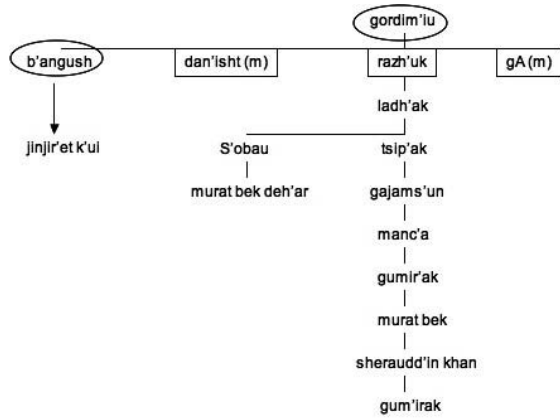 gordim'iu
b'angush dan'isht (m) razh'uk gA (m)
ladh'ak
jinjir'et k'ui S'obau tsip'ak
murat bek deh'ar gajams'un
manc'a
gumir'ak
murat bek
sheraudd'in khan
gum'irak